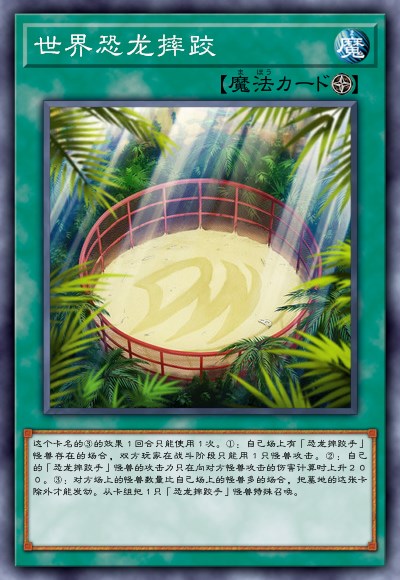 世界恐龙摔跤
魔
【魔法カード】
ま ほう
这个卡名的③的效果1回合只能使用1次。①：自己场上有「恐龙摔跤手」
怪兽存在的场合，双方玩家在战斗阶段只能用1只怪兽攻击。②：自己
的「恐龙摔跤手」怪兽的攻击力只在向对方怪兽攻击的伤害计算时上升２
００。③：对方场上的怪兽数量比自己场上的怪兽多的场合，把墓地的这张卡
除外才能发动。从卡组把1只「恐龙摔跤手」怪兽特殊召唤。